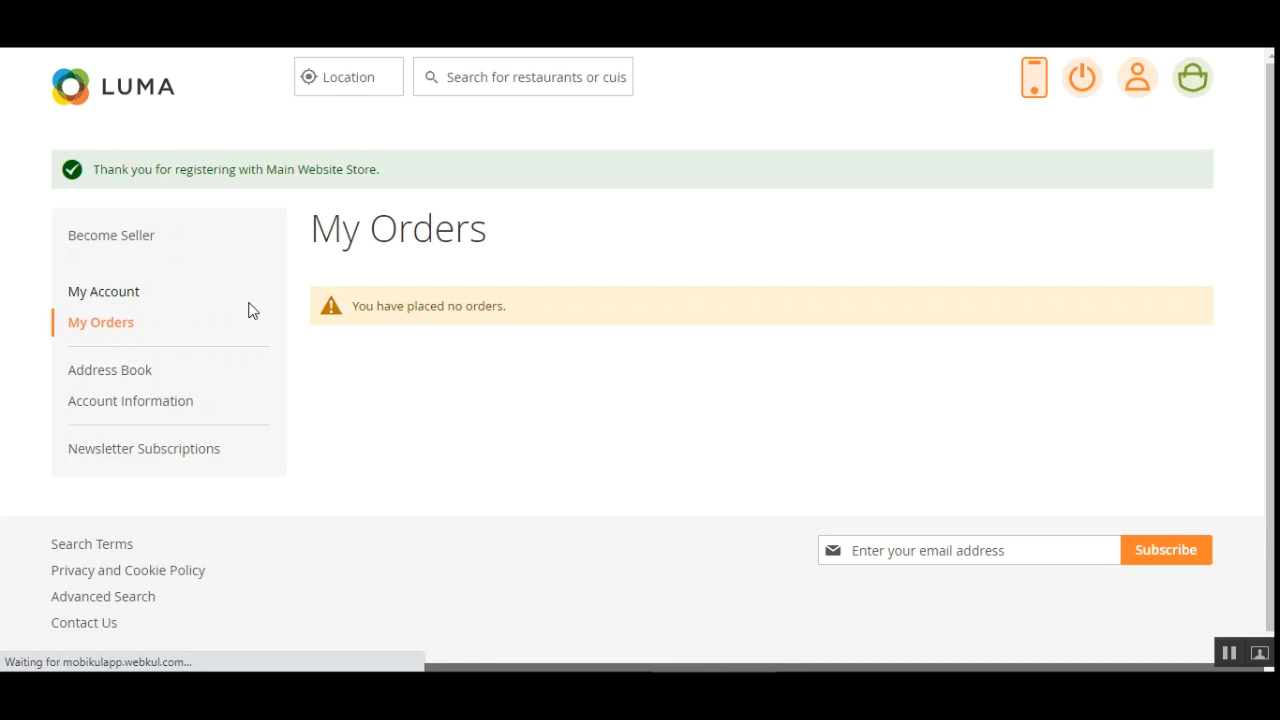 LUMA
Location
Search for restaurants or cuis
Thank you for registering with Main Website Store.
Become Seller
My Account
My Orders
Address Book
Account Information
Newsletter Subscriptions
My Orders
You have placed no orders.
Search Terms
Privacy and Cookie Policy
Advanced Search
Contact Us
Enter your email address
Subscribe
Waiting for mobikulapp.webkul.com...